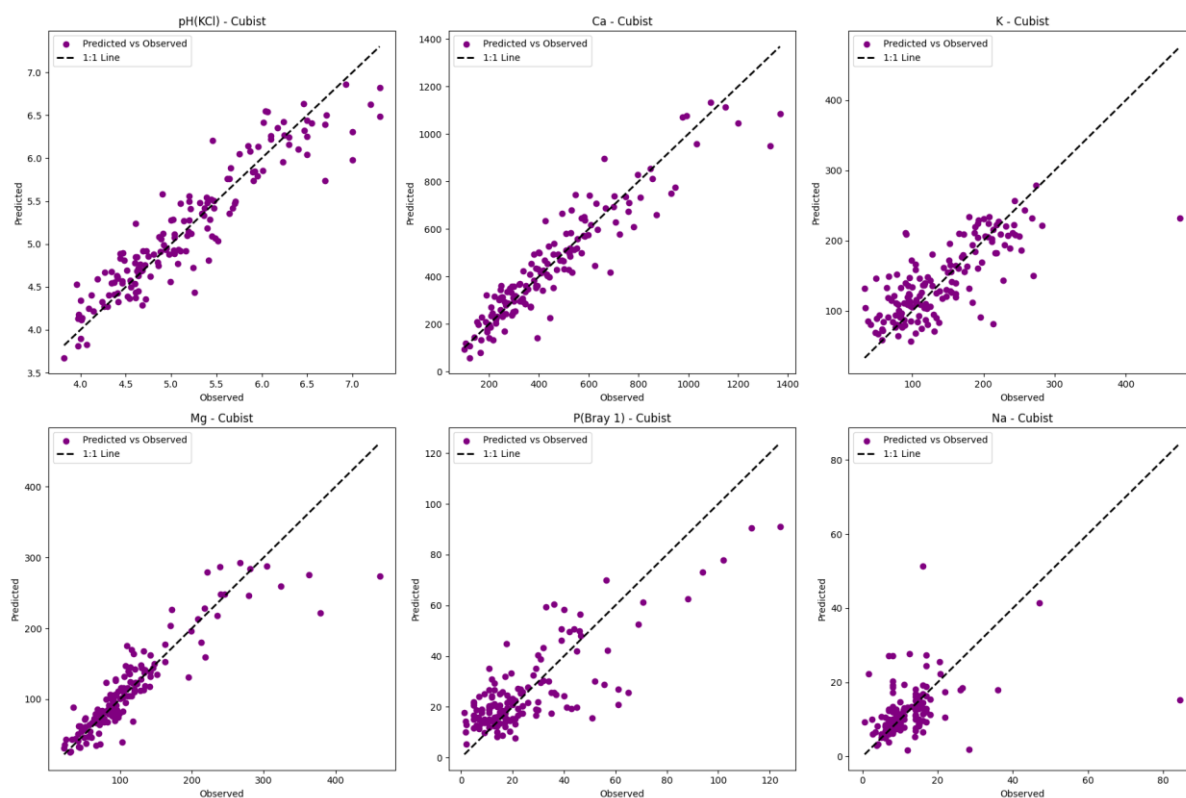 pH(KCl) - Cubist
Predicted vs Observed
1:1 Line
7.0
6.5
6.0
5.5
5.0
4.5
4.0
3.5
Predicted
4.0 4.5 5.0 5.5 6.0 6.5 7.0
Observed
Ca - Cubist
Predicted vs Observed
1:1 Line
1400
1200
1000
800
600
400
200
0
Predicted
200 400 600 800 1000 1200 1400
Observed
K - Cubist
Predicted vs Observed
1:1 Line
400
300
200
100
Predicted
100 200 300 400
Observed
Mg - Cubist
Predicted vs Observed
1:1 Line
400
300
200
100
Predicted
100 200 300 400
Observed
P(Bray 1) - Cubist
Predicted vs Observed
1:1 Line
120
100
80
60
40
20
0
Predicted
0 20 40 60 80 100 120
Observed
Na - Cubist
Predicted vs Observed
1:1 Line
80
60
40
20
0
Predicted
0 20 40 60 80
Observed